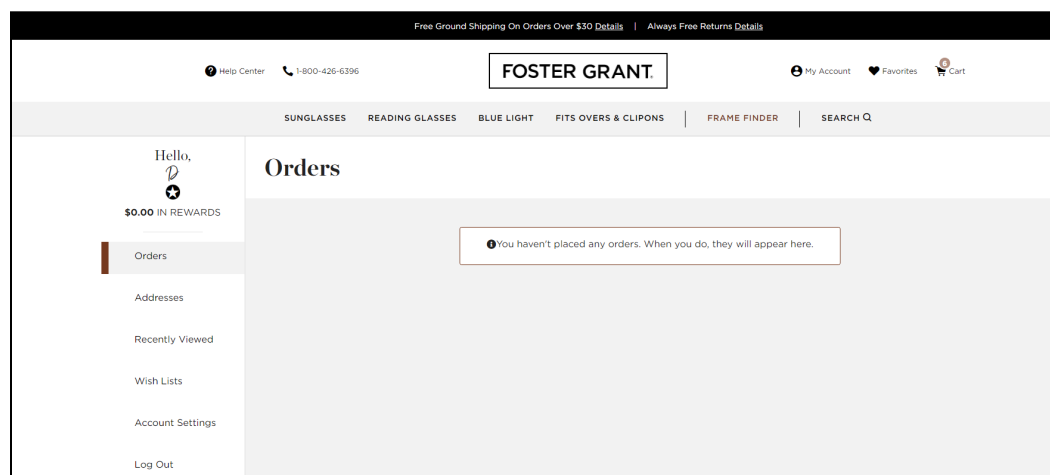 Free Ground Shipping On Orders Over $30 Details | Always Free Returns Details
Help Center 1-800-426-6396 FOSTER GRANT. My Account Favorites 6 Cart
SUNGLASSES READING GLASSES BLUE LIGHT FITS OVERS & CLIPONS | FRAME FINDER | SEARCH
Hello,
D
$0.00 IN REWARDS
Orders
Addresses
Recently Viewed
Wish Lists
Account Settings
Log Out
Orders
You haven't placed any orders. When you do, they will appear here.